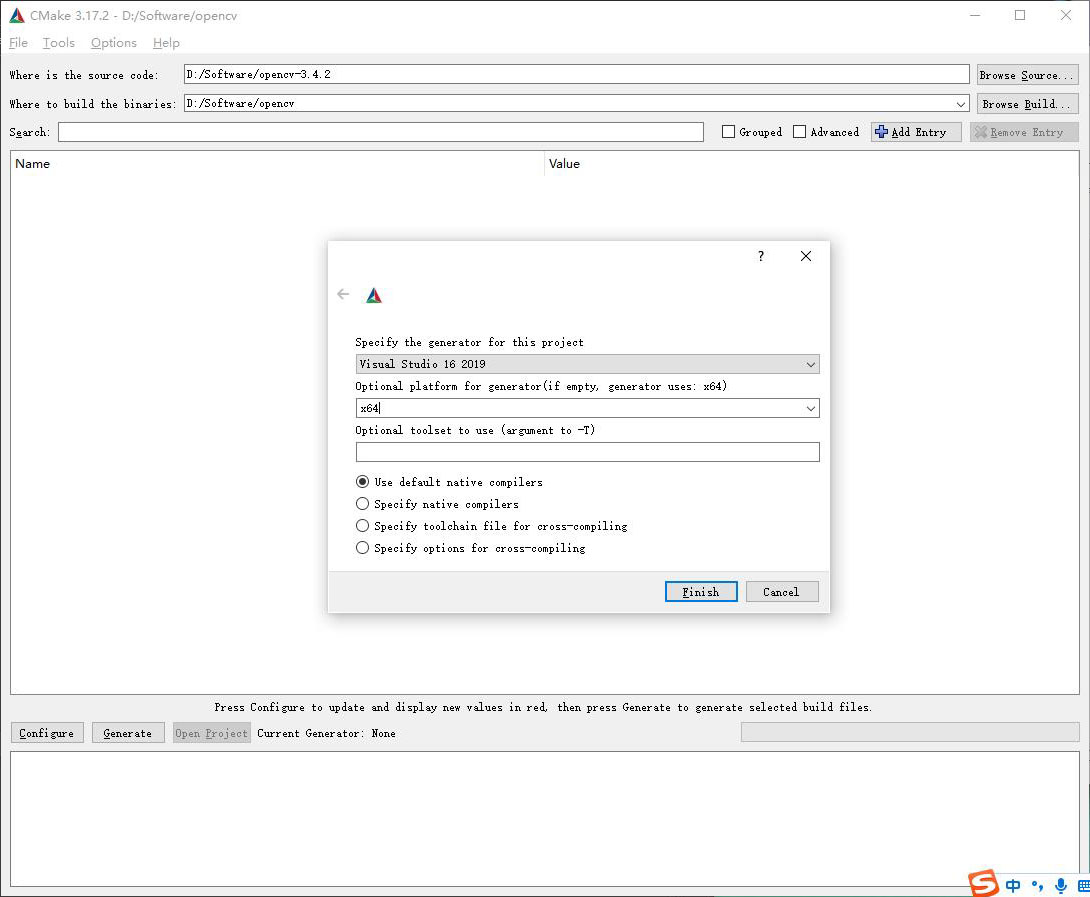 CMake 3.17.2 - D:/Software/opencv
File Tools Options Help
Where is the source code: D:/Software/opencv-3.4.2 Browse Source...
Where to build the binaries: D:/Software/opencv Browse Build...
Search: Grouped Advanced Add Entry Remove Entry
Name Value
?
Specify the generator for this project
Visual Studio 16 2019
Optional platform for generator(if empty, generator uses: x64)
x64
Optional toolset to use (argument to -T)
Use default native compilers
Specify native compilers
Specify toolchain file for cross-compiling
Specify options for cross-compiling
Finish Cancel
Press Configure to update and display new values in red, then press Generate to generate selected build files.
Configure Generate Open Project Current Generator: None
S 中